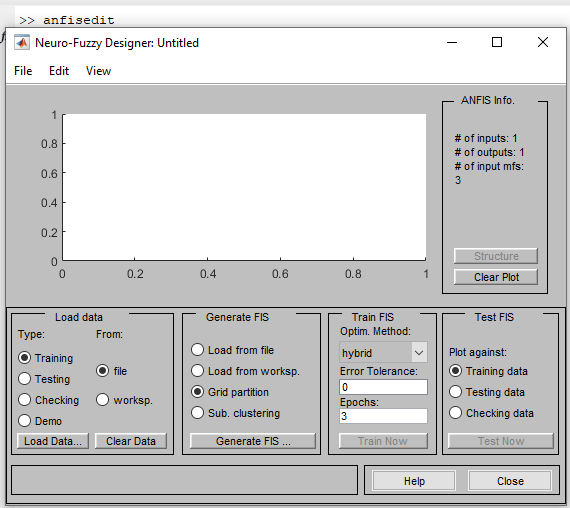 >> anfisedit
Neuro-Fuzzy Designer: Untitled
File Edit View
1
0.8
0.6
0.4
0.2
0
0 0.2 0.4 0.6 0.8 1
ANFIS Info.
# of inputs: 1
# of outputs: 1
# of input mfs:
3
Structure
Clear Plot
Load data
Type: From:
Training
file
Testing
Checking
worksp.
Demo
Load Data... Clear Data
Generate FIS
Load from file
Load from worksp.
Grid partition
Sub. clustering
Generate FIS ...
Train FIS
Optim. Method:
hybrid
Error Tolerance:
0
Epochs:
3
Train Now
Test FIS
Plot against:
Training data
Testing data
Checking data
Test Now
Help Close